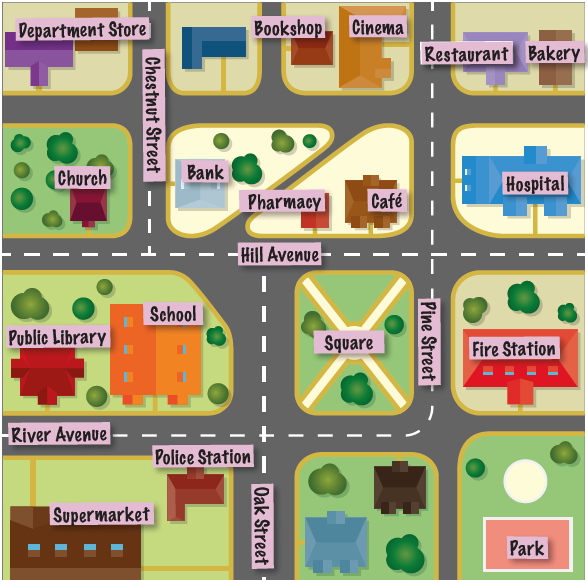 Department Store
Bookshop
Cinema
Restaurant
Bakery
Chestnut Street
Church
Bank
Pharmacy
Café
Hospital
Hill Avenue
Public Library
School
Square
Pine Street
Fire Station
River Avenue
Police Station
Supermarket
Oak Street
Park